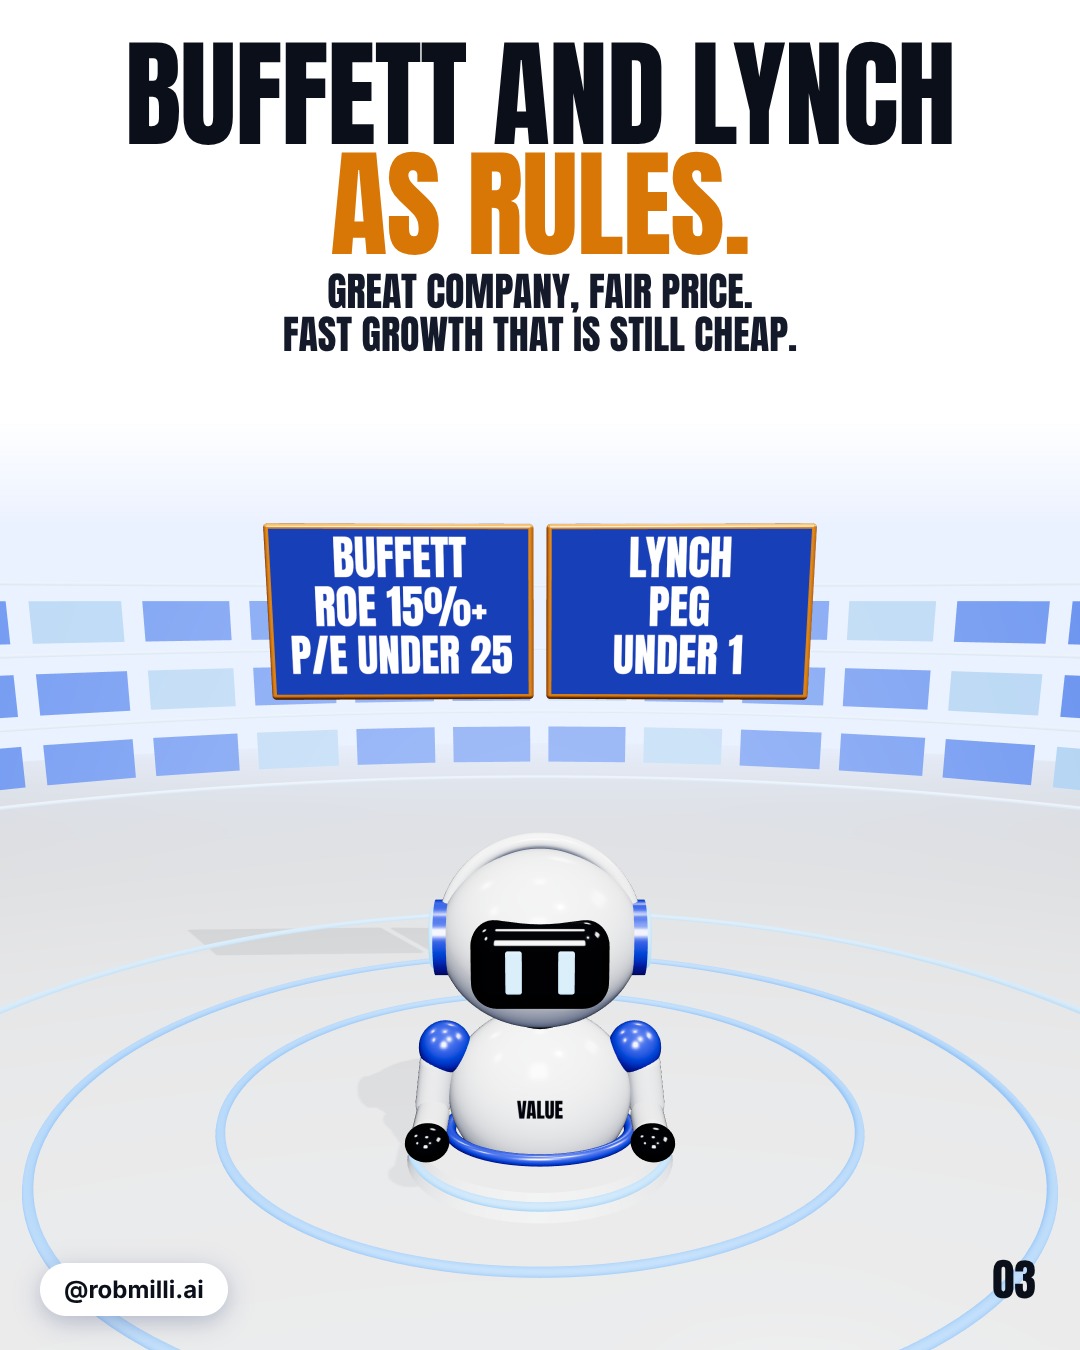 BUFFETT AND LYNCH
AS RULES.
GREAT COMPANY, FAIR PRICE.
FAST GROWTH THAT IS STILL CHEAP.
BUFFETT
ROE 15%+
P/E UNDER 25
LYNCH
PEG
UNDER 1
VALUE
@robmilli.ai
03